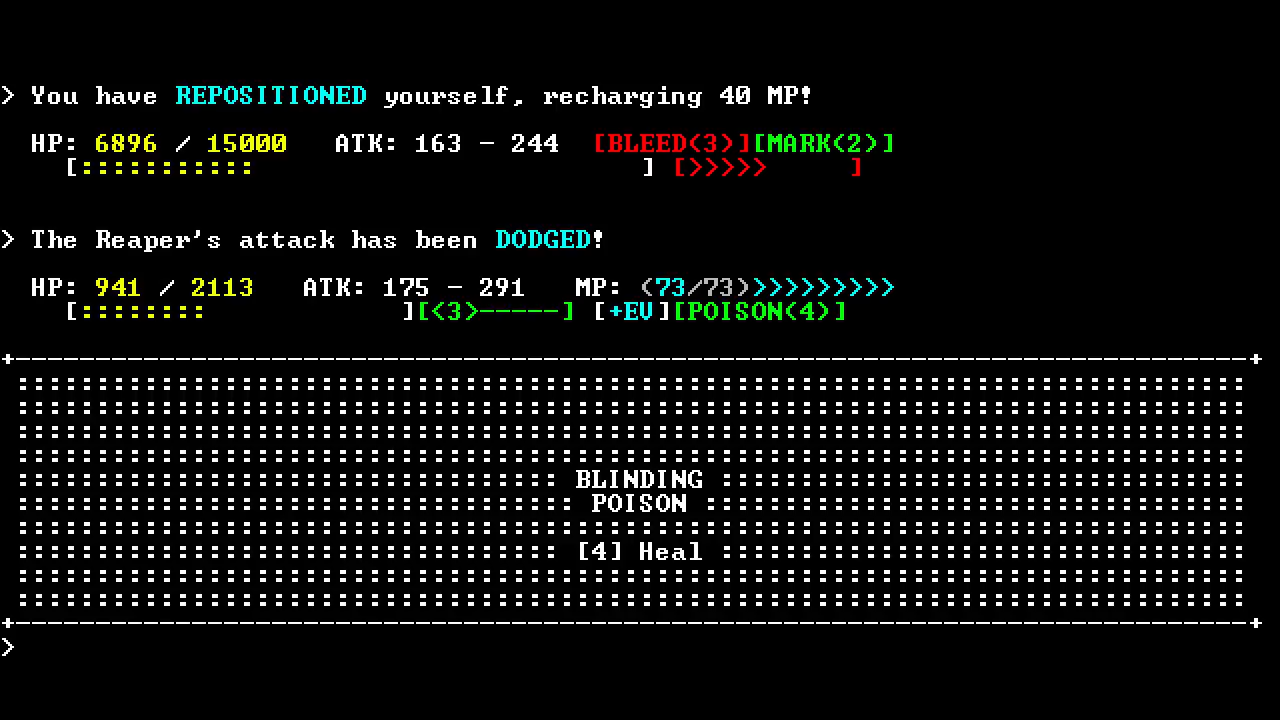 > You have REPOSITIONED yourself, recharging 40 MP!
HP: 6896 / 15000 ATK: 163 - 244 [BLEED(3)][MARK(2)]
[:::::::::::                         ] [>>>>>     ]
> The Reaper's attack has been DODGED!
HP: 941 / 2113 ATK: 175 - 291 MP: (73/73)>>>>>>>>>
[::::::::            ][(3)-----] [+EV][POISON(4)]
BLINDING
POISON
[4] Heal
>